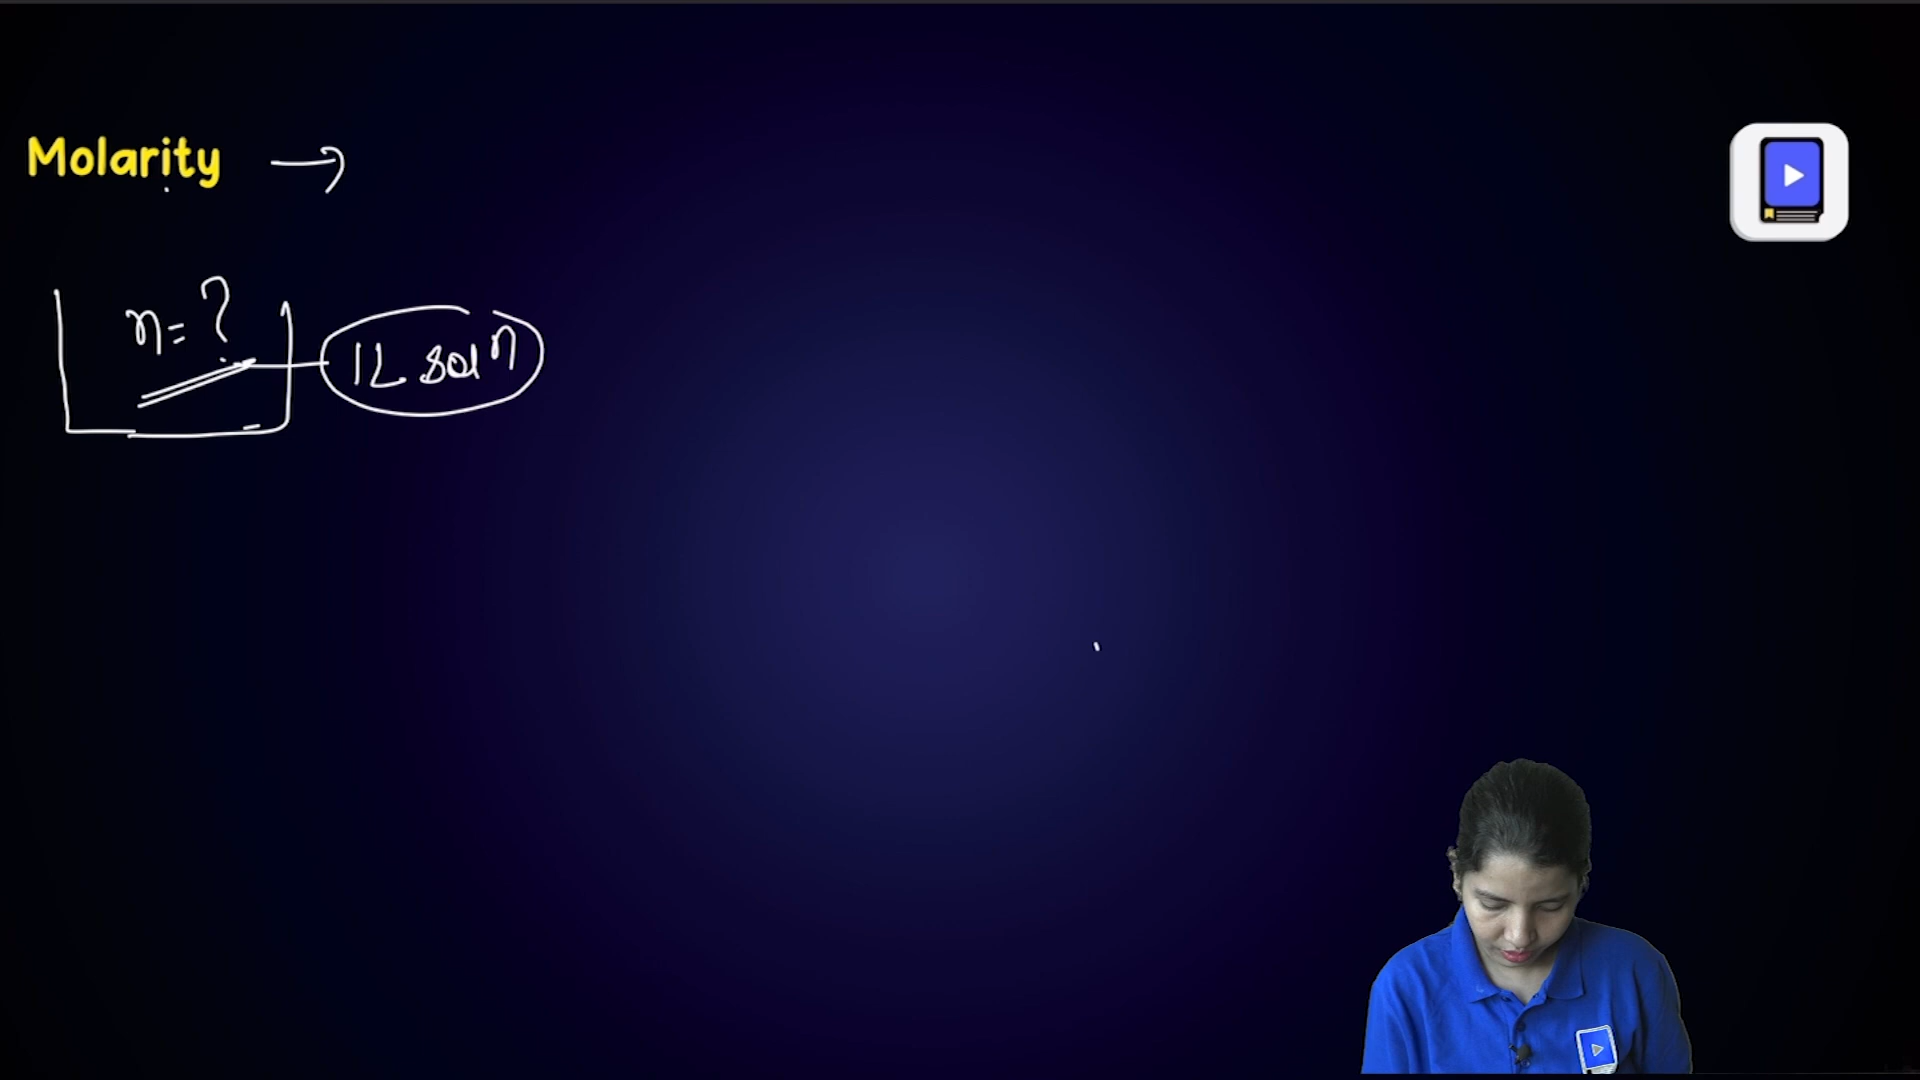 Molarity →
n = ?
1L solⁿ